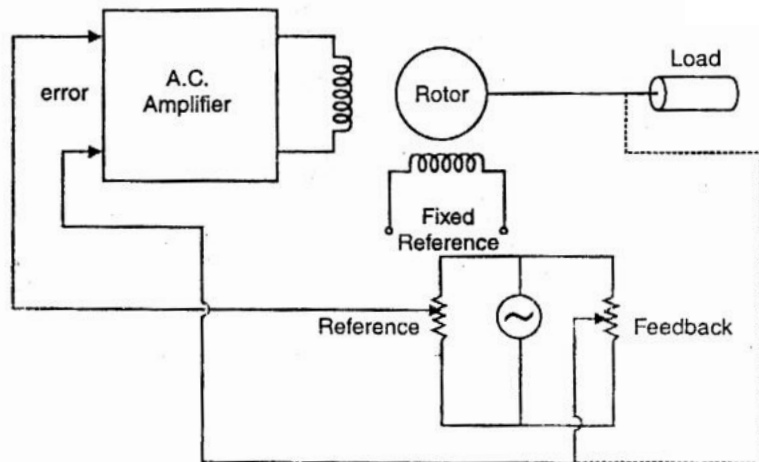 A.C.
Amplifier
error
Rotor
Load
Fixed
Reference
Reference
Feedback